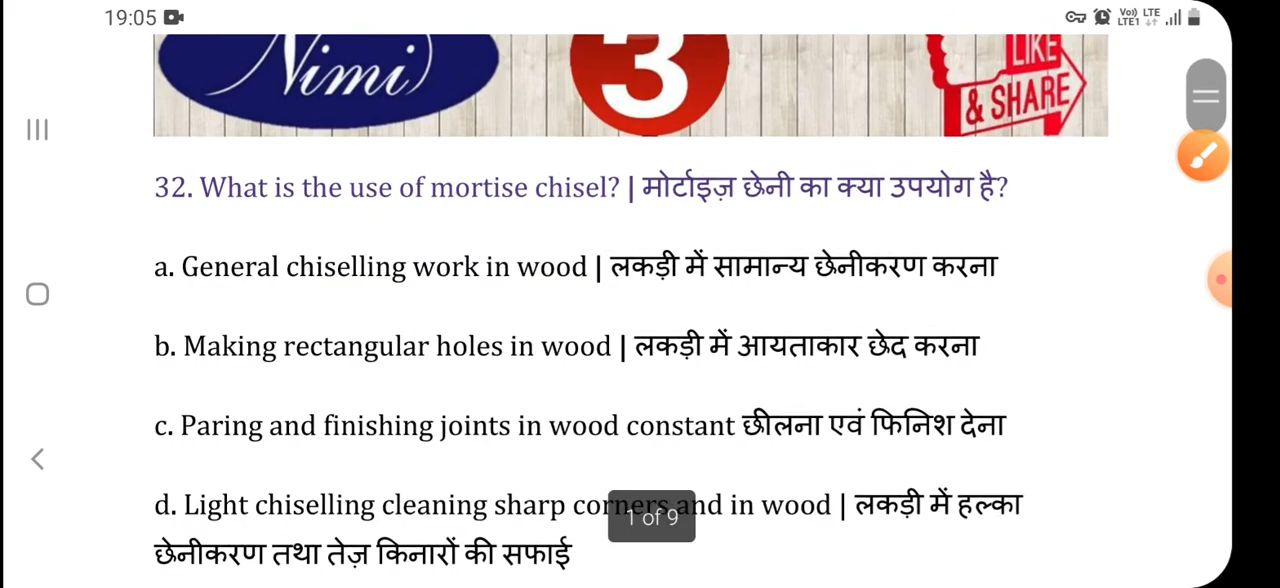 19:05
Vo) LTE
LTE1
Nimi
3
LIKE
& SHARE
32. What is the use of mortise chisel? | मोर्टाइज़ छेनी का क्या उपयोग है?
a. General chiselling work in wood | लकड़ी में सामान्य छेनीकरण करना
b. Making rectangular holes in wood | लकड़ी में आयताकार छेद करना
c. Paring and finishing joints in wood constant छीलना एवं फिनिश देना
d. Light chiselling cleaning sharp corners and in wood | लकड़ी में हल्का
1 of 9
छेनीकरण तथा तेज़ किनारों की सफाई